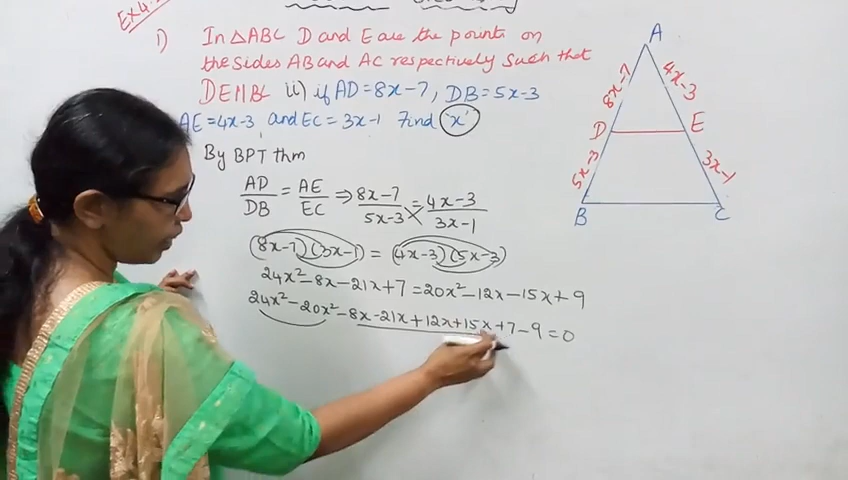 Ex 4.
1) In △ABC D and E are the points on
the sides AB and AC respectively such that
DE∥BC ii) if AD=8x-7, DB=5x-3
AE=4x-3, and EC=3x-1 Find 'x'
By BPT thm
AD/DB = AE/EC ⇒ 8x-7/5x-3 = 4x-3/3x-1
(8x-7)(3x-1) = (4x-3)(5x-3)
24x²-8x-21x+7=20x²-12x-15x+9
24x²-20x²-8x-21x+12x+15x+7-9=0
A
8x-7
4x-3
D
E
5x-3
3x-1
B
C